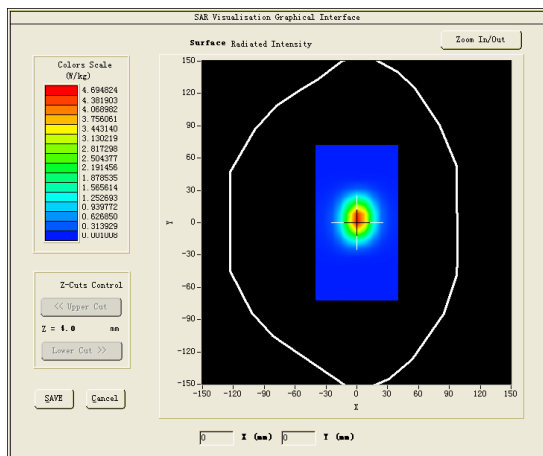 SAR Visualisation Graphical Interface
Surface Radiated Intensity
Zoom In/Out
Colors Scale
(W/kg)
4.694824
4.381903
4.068982
3.756061
3.443140
3.130219
2.817298
2.504377
2.191456
1.878535
1.565614
1.252693
0.939772
0.626850
0.313929
0.001008
Z-Cuts Control
<< Upper Cut
Z = 4.0 mm
Lower Cut >>
SAVE
Cancel
150
120
90
60
30
0
-30
-60
-90
-120
-150
Y
-150 -120 -90 -60 -30 0 30 60 90 120 150
X
0 X (mm) 0 Y (mm)